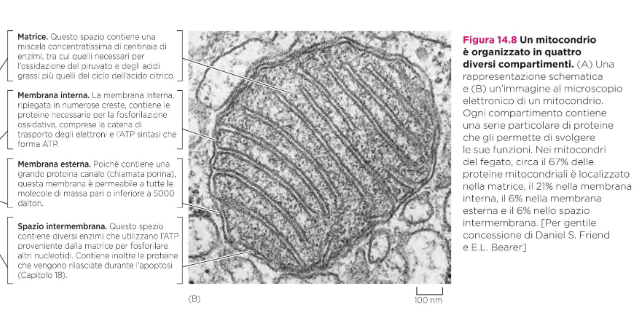 Matrice. Questo spazio contiene una
miscela concentratissima di centinaia di
enzimi, tra cui quelli necessari per
l'ossidazione del piruvato e degli acidi
grassi più quelli del ciclo dell'acido citrico.
Membrana interna. La membrana interna,
ripiegata in numerose creste, contiene le
proteine necessarie per la fosforilazione
ossidativa, comprese la catena di
trasporto degli elettroni e l'ATP sintasi che
forma ATP.
Membrana esterna. Poiché contiene una
grande proteina canale (chiamata porina),
questa membrana è permeabile a tutte le
molecole di massa pari o inferiore a 5000
dalton.
Spazio intermembrana. Questo spazio
contiene diversi enzimi che utilizzano l'ATP
proveniente dalla matrice per fosforilare
altri nucleotidi. Contiene inoltre le proteine
che vengono rilasciate durante l'apoptosi
(Capitolo 18).
(B)
100 nm
Figura 14.8 Un mitocondrio
è organizzato in quattro
diversi compartimenti. (A) Una
rappresentazione schematica
e (B) un'immagine al microscopio
elettronico di un mitocondrio.
Ogni compartimento contiene
una serie particolare di proteine
che gli permette di svolgere
le sue funzioni. Nei mitocondri
del fegato, circa il 67% delle
proteine mitocondriali è localizzato
nella matrice, il 21% nella membrana
interna, il 6% nella membrana
esterna e il 6% nello spazio
intermembrana. [Per gentile
concessione di Daniel S. Friend
e E.L. Bearer]